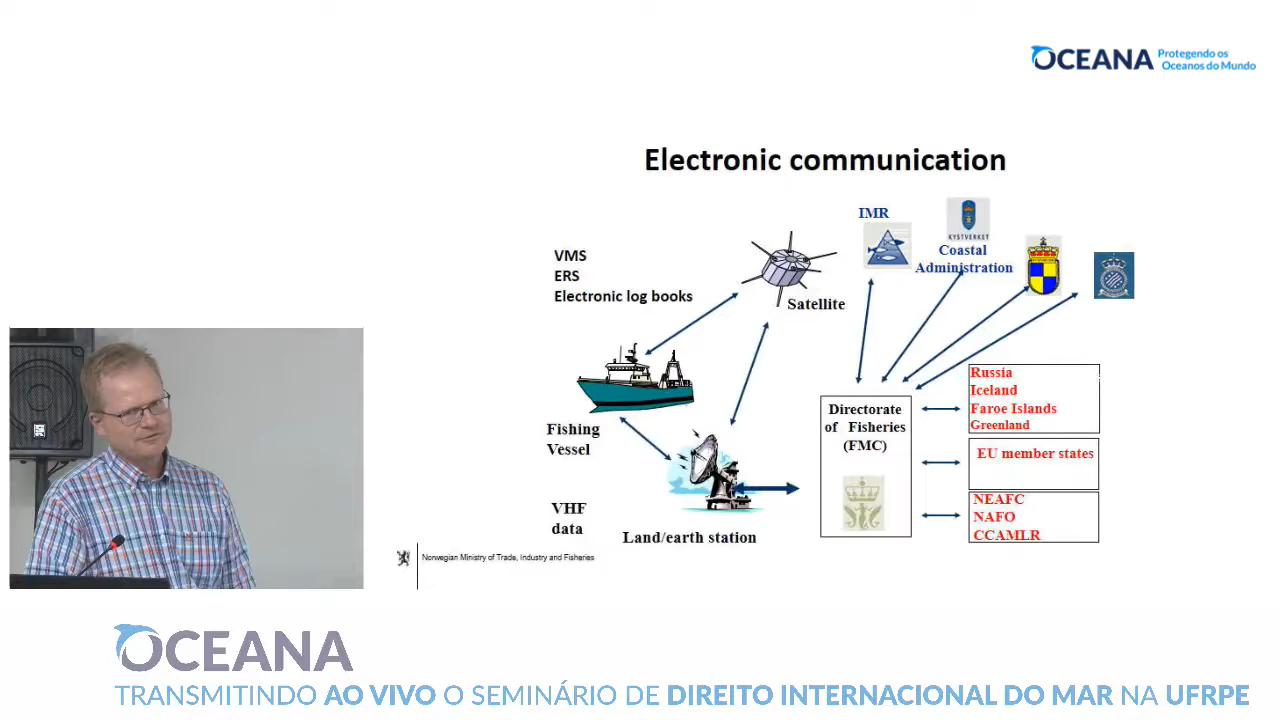 OCEANA
Protegendo os
Oceanos do Mundo
Electronic communication
VMS
ERS
Electronic log books
Satellite
IMR
KYSTVERKET
Coastal
Administration
Fishing
Vessel
VHF
data
Land/earth station
Directorate
of Fisheries
(FMC)
Russia
Iceland
Faroe Islands
Greenland
EU member states
NEAFC
NAFO
CCAMLR
Norwegian Ministry of Trade, Industry and Fisheries
OCEANA
TRANSMITINDO AO VIVO O SEMINÁRIO DE DIREITO INTERNACIONAL DO MAR NA UFRPE